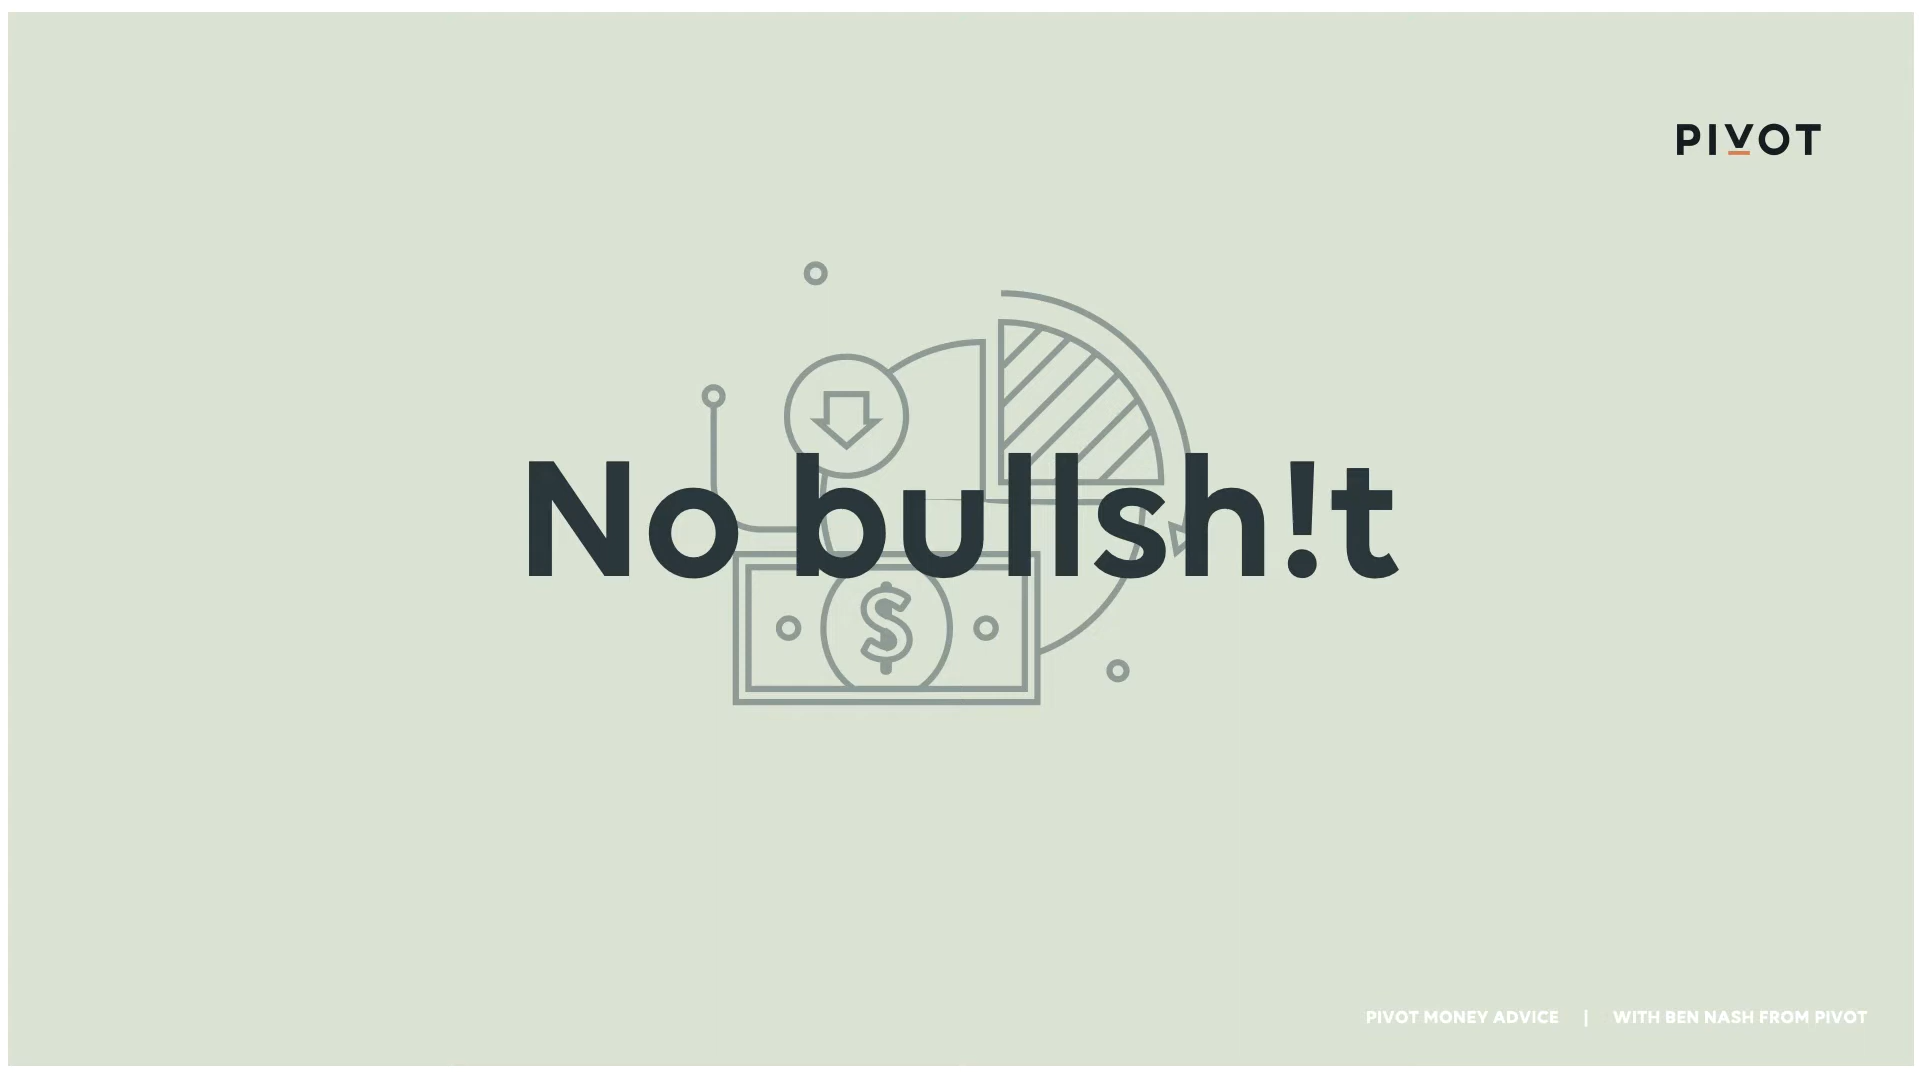 PIVOT
No bullsh!t
$
PIVOT MONEY ADVICE | WITH BEN NASH FROM PIVOT